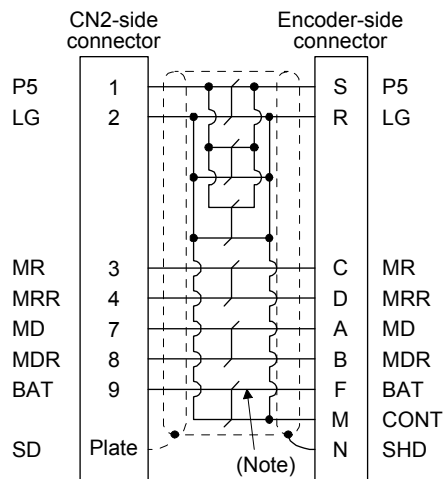 CN2-side connector
Encoder-side connector
P5 1 S P5
LG 2 R LG
MR 3 C MR
MRR 4 D MRR
MD 7 A MD
MDR 8 B MDR
BAT 9 F BAT
M CONT
SD Plate (Note) N SHD